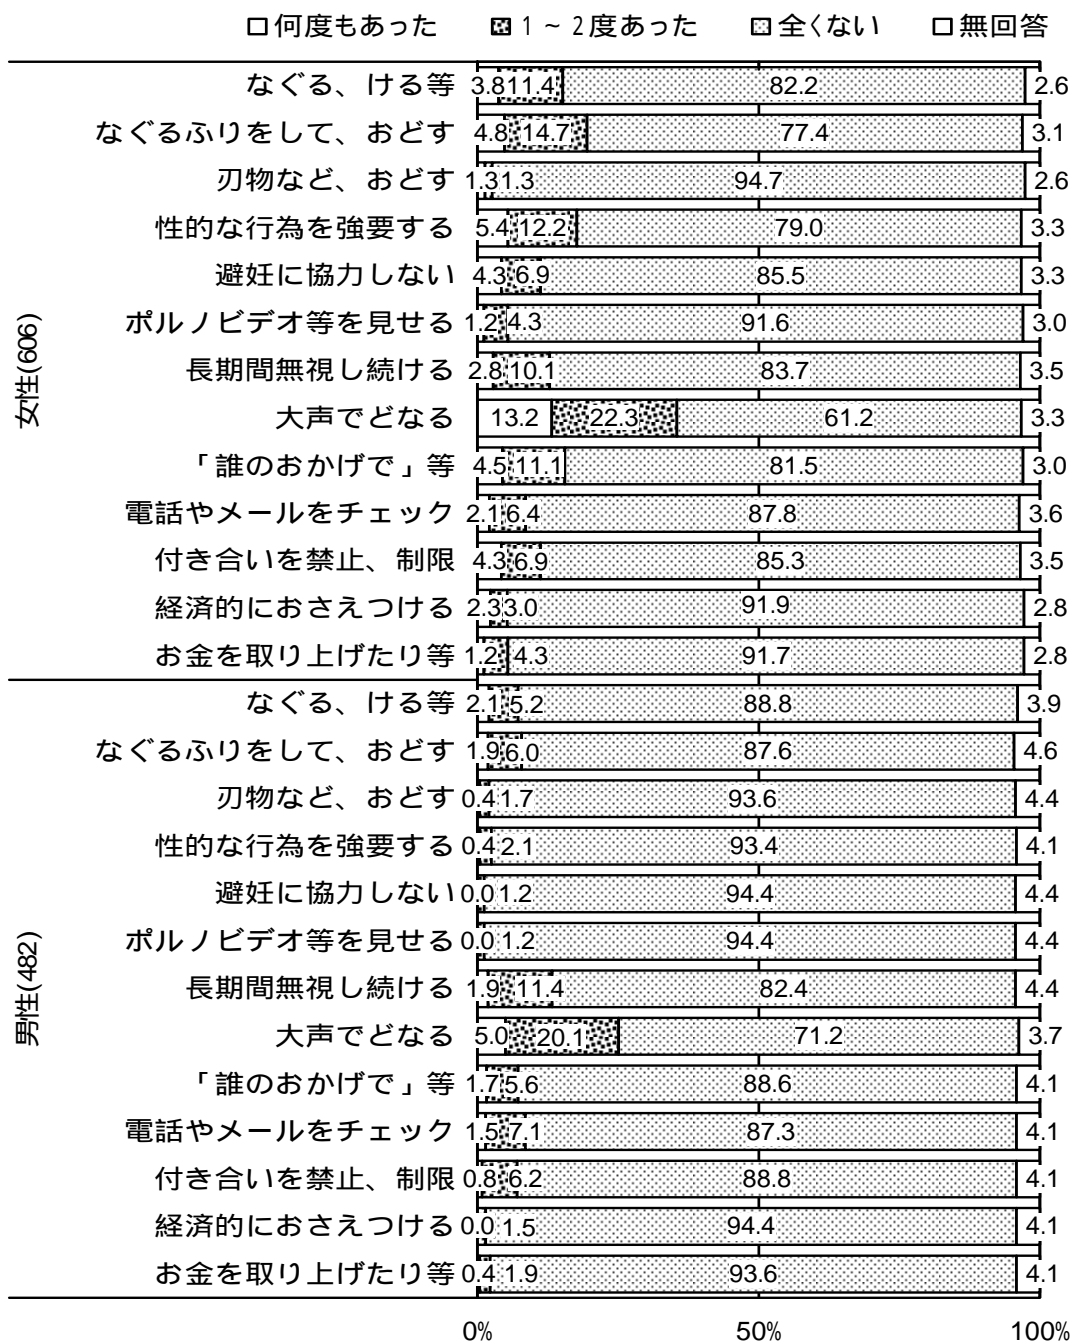 □何度もあった ▩1～2度あった ▨全くない □無回答
女性(606)
なぐる、ける等 3.8 11.4 82.2 2.6
なぐるふりをして、おどす 4.8 14.7 77.4 3.1
刃物など、おどす 1.3 1.3 94.7 2.6
性的な行為を強要する 5.4 12.2 79.0 3.3
避妊に協力しない 4.3 6.9 85.5 3.3
ポルノビデオ等を見せる 1.2 4.3 91.6 3.0
長期間無視し続ける 2.8 10.1 83.7 3.5
大声でどなる 13.2 22.3 61.2 3.3
「誰のおかげで」等 4.5 11.1 81.5 3.0
電話やメールをチェック 2.1 6.4 87.8 3.6
付き合いを禁止、制限 4.3 6.9 85.3 3.5
経済的におさえつける 2.3 3.0 91.9 2.8
お金を取り上げたり等 1.2 4.3 91.7 2.8
男性(482)
なぐる、ける等 2.1 5.2 88.8 3.9
なぐるふりをして、おどす 1.9 6.0 87.6 4.6
刃物など、おどす 0.4 1.7 93.6 4.4
性的な行為を強要する 0.4 2.1 93.4 4.1
避妊に協力しない 0.0 1.2 94.4 4.4
ポルノビデオ等を見せる 0.0 1.2 94.4 4.4
長期間無視し続ける 1.9 11.4 82.4 4.4
大声でどなる 5.0 20.1 71.2 3.7
「誰のおかげで」等 1.7 5.6 88.6 4.1
電話やメールをチェック 1.5 7.1 87.3 4.1
付き合いを禁止、制限 0.8 6.2 88.8 4.1
経済的におさえつける 0.0 1.5 94.4 4.1
お金を取り上げたり等 0.4 1.9 93.6 4.1
0% 50% 100%